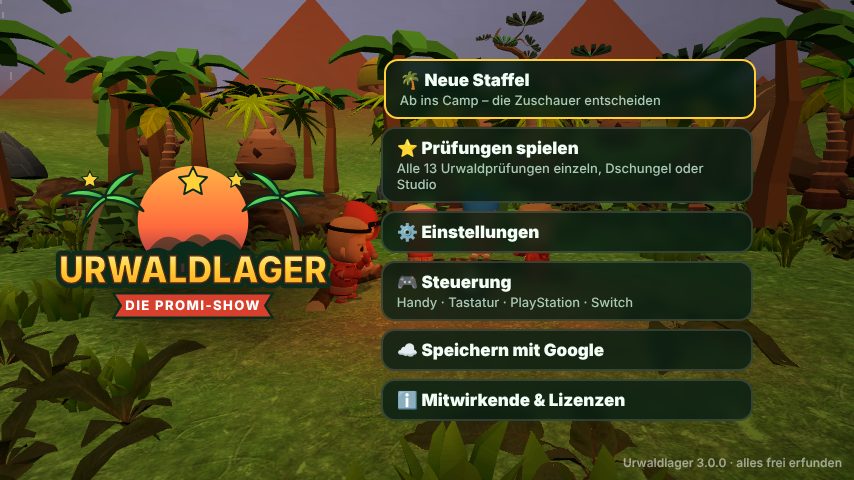 URWALDLAGER
DIE PROMI-SHOW
Neue Staffel
Ab ins Camp – die Zuschauer entscheiden
Prüfungen spielen
Alle 13 Urwaldprüfungen einzeln, Dschungel oder
Studio
Einstellungen
Steuerung
Handy · Tastatur · PlayStation · Switch
Speichern mit Google
Mitwirkende & Lizenzen
Urwaldlager 3.0.0 · alles frei erfunden